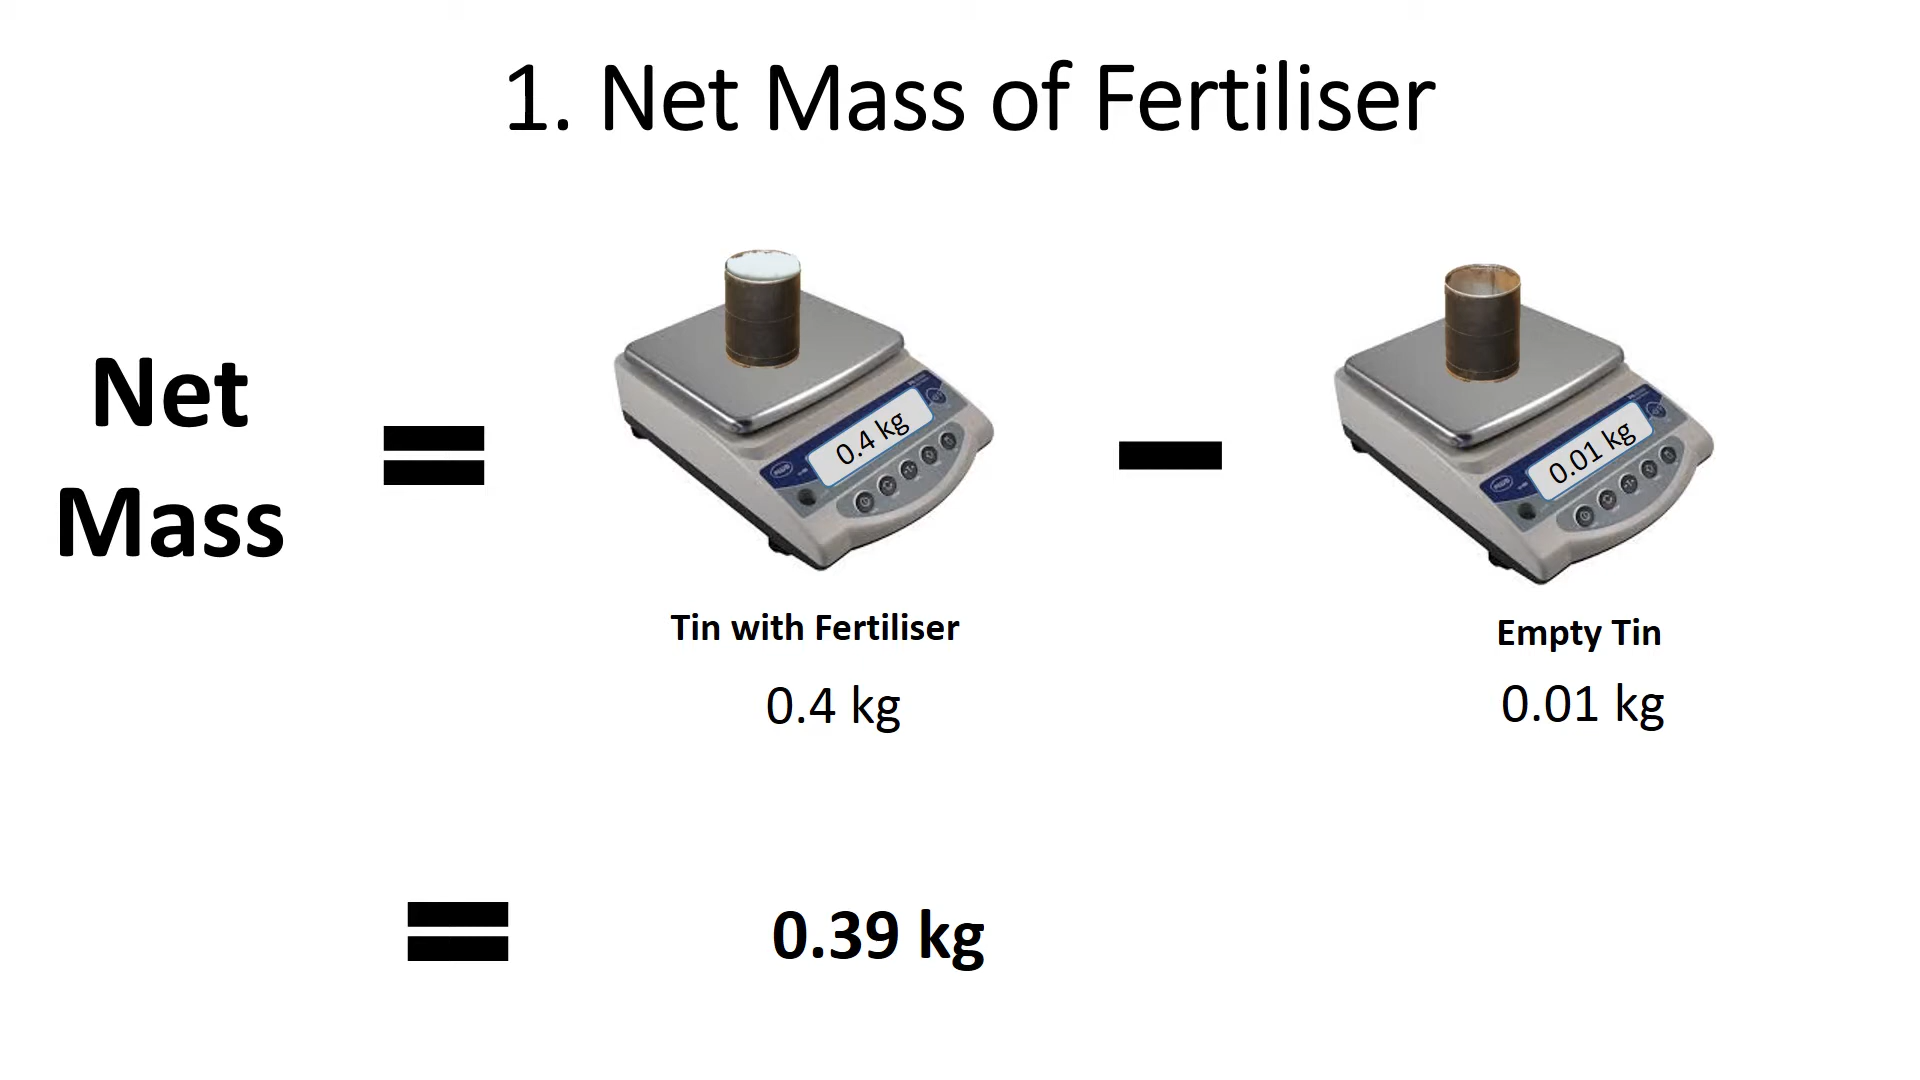 1. Net Mass of Fertiliser
Net
Mass
0.4 kg
0.01 kg
Tin with Fertiliser
Empty Tin
0.4 kg
0.01 kg
0.39 kg